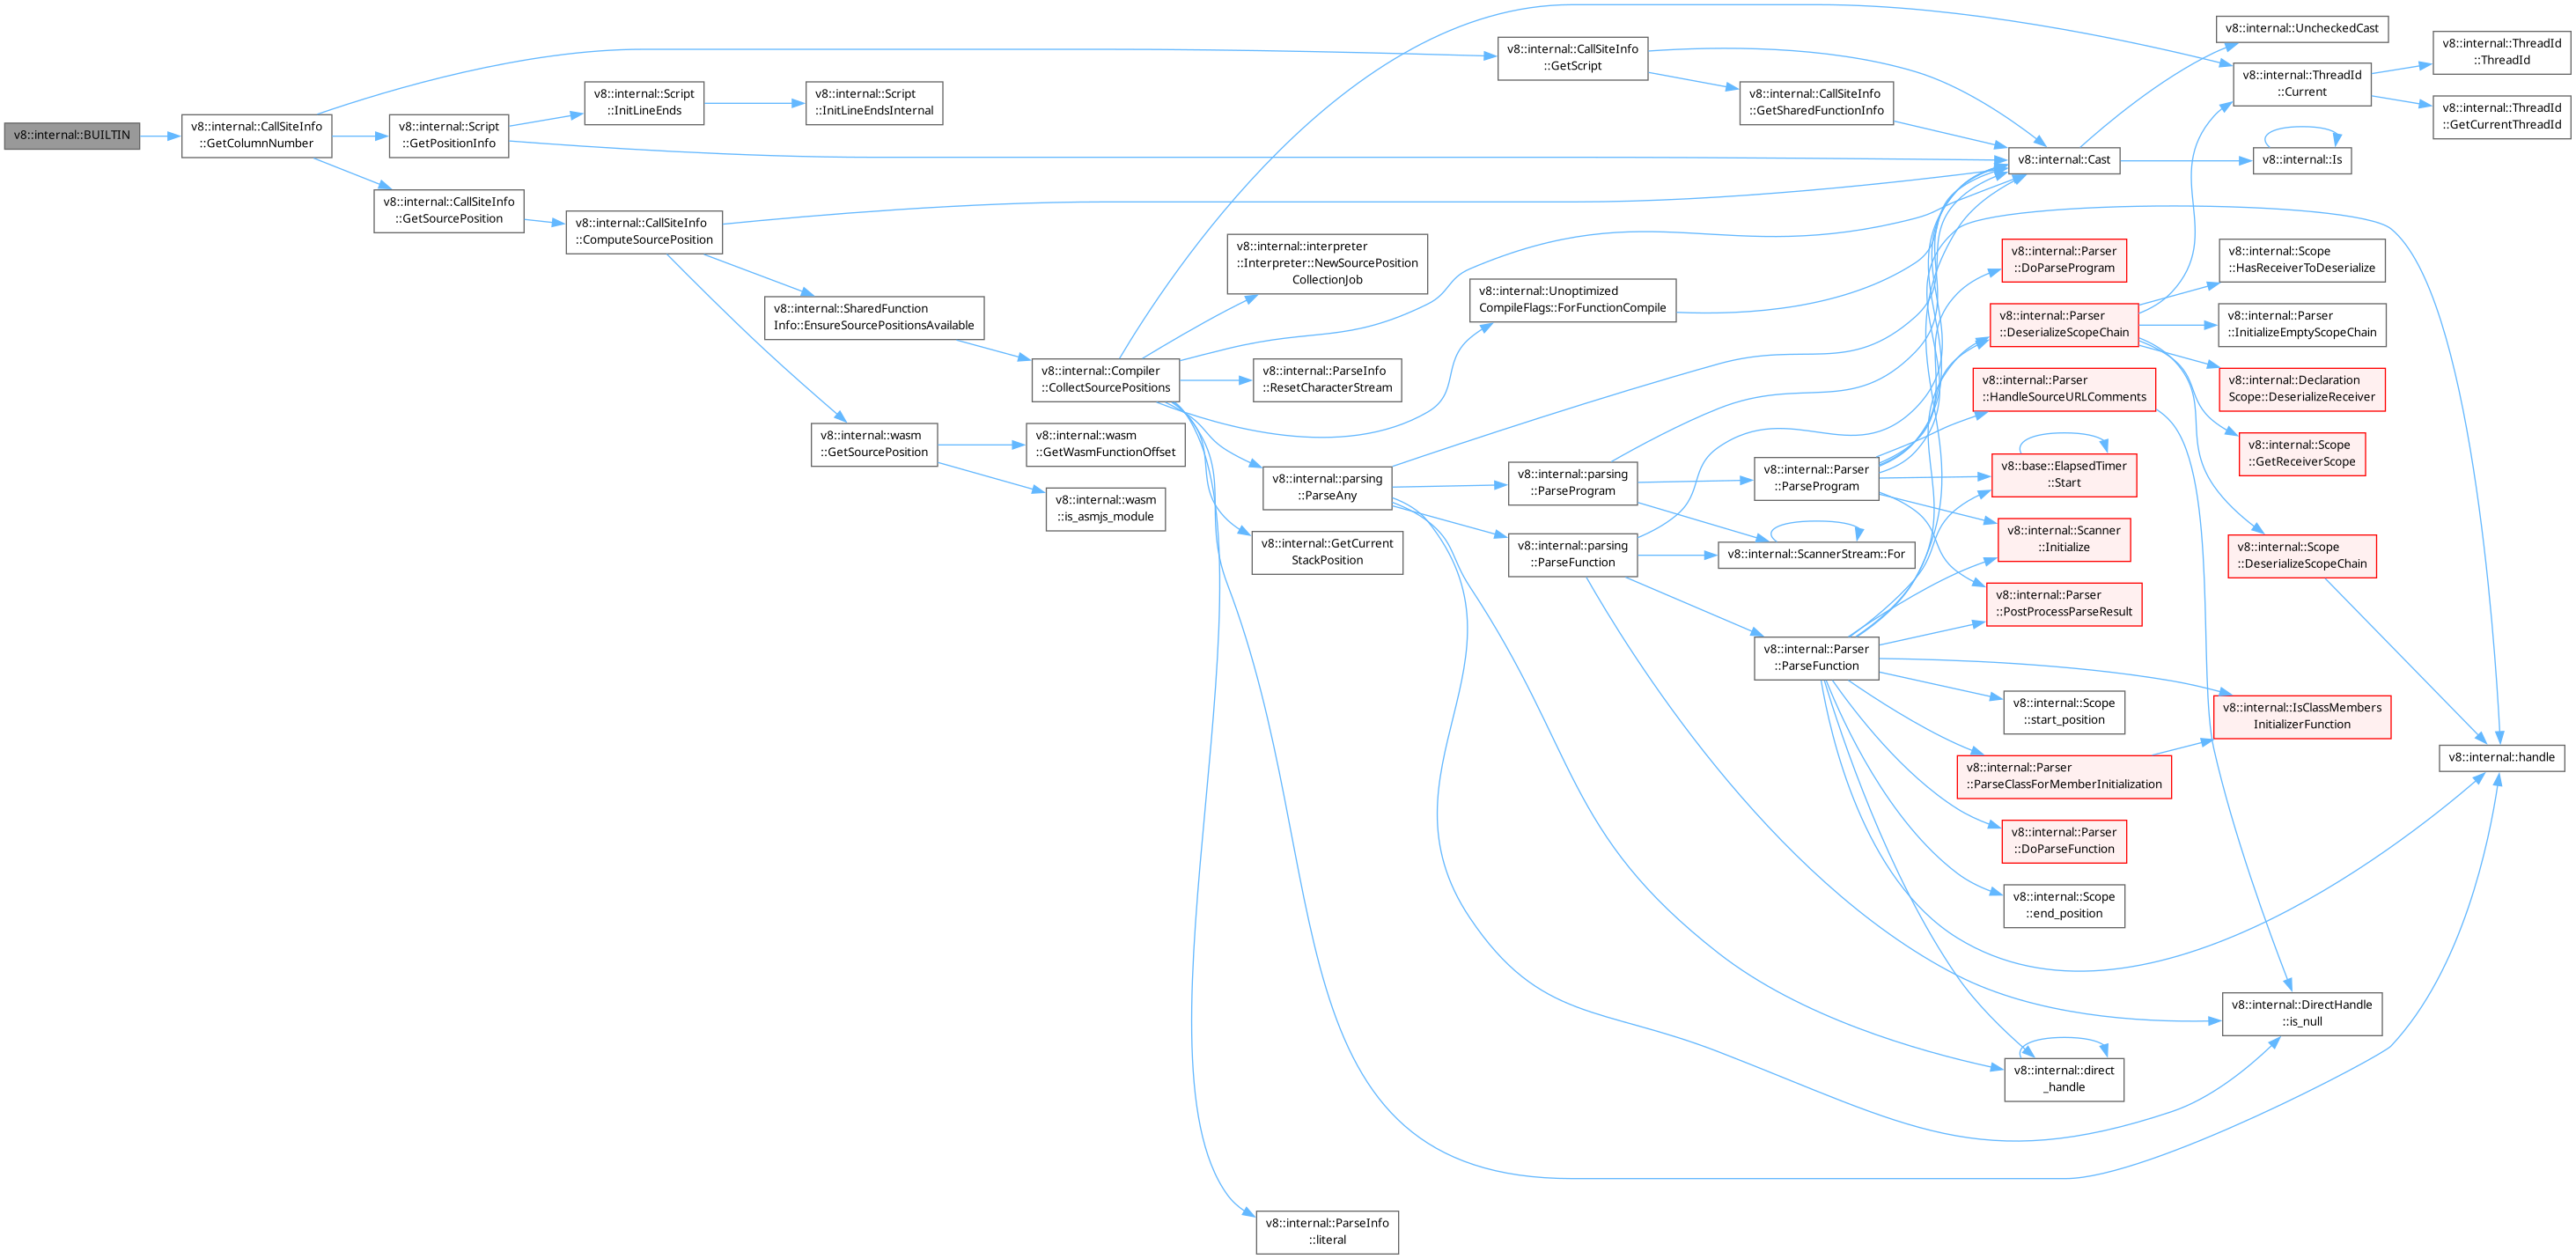 v8::internal::BUILTIN
v8::internal::CallSiteInfo
::GetColumnNumber
v8::internal::CallSiteInfo
::GetScript
v8::internal::Script
::GetPositionInfo
v8::internal::CallSiteInfo
::GetSourcePosition
v8::internal::Script
::InitLineEnds
v8::internal::Script
::InitLineEndsInternal
v8::internal::CallSiteInfo
::ComputeSourcePosition
v8::internal::SharedFunction
Info::EnsureSourcePositionsAvailable
v8::internal::wasm
::GetSourcePosition
v8::internal::wasm
::GetWasmFunctionOffset
v8::internal::wasm
::is_asmjs_module
v8::internal::Compiler
::CollectSourcePositions
v8::internal::interpreter
::Interpreter::NewSourcePosition
CollectionJob
v8::internal::ParseInfo
::ResetCharacterStream
v8::internal::parsing
::ParseAny
v8::internal::GetCurrent
StackPosition
v8::internal::ParseInfo
::literal
v8::internal::Unoptimized
CompileFlags::ForFunctionCompile
v8::internal::parsing
::ParseProgram
v8::internal::parsing
::ParseFunction
v8::internal::CallSiteInfo
::GetSharedFunctionInfo
v8::internal::Parser
::ParseProgram
v8::internal::ScannerStream::For
v8::internal::Parser
::ParseFunction
v8::internal::Cast
v8::internal::Parser
::DoParseProgram
v8::internal::Parser
::DeserializeScopeChain
v8::internal::Parser
::HandleSourceURLComments
v8::base::ElapsedTimer
::Start
v8::internal::Scanner
::Initialize
v8::internal::Parser
::PostProcessParseResult
v8::internal::Scope
::start_position
v8::internal::Parser
::ParseClassForMemberInitialization
v8::internal::Parser
::DoParseFunction
v8::internal::Scope
::end_position
v8::internal::direct
_handle
v8::internal::UncheckedCast
v8::internal::ThreadId
::Current
v8::internal::Is
v8::internal::Scope
::HasReceiverToDeserialize
v8::internal::Parser
::InitializeEmptyScopeChain
v8::internal::Declaration
Scope::DeserializeReceiver
v8::internal::Scope
::GetReceiverScope
v8::internal::Scope
::DeserializeScopeChain
v8::internal::IsClassMembers
InitializerFunction
v8::internal::DirectHandle
::is_null
v8::internal::ThreadId
::ThreadId
v8::internal::ThreadId
::GetCurrentThreadId
v8::internal::handle